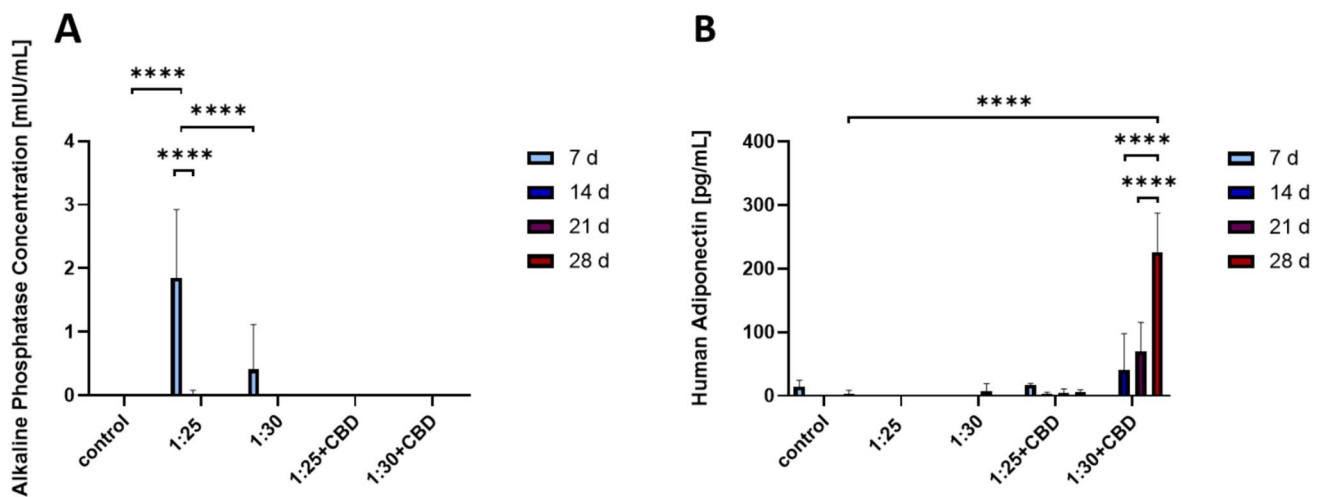 A
Alkaline Phosphatase Concentration [mIU/mL]
****
****
****
4
3
2
1
0
control
1:25
1:30
1:25+CBD
1:30+CBD
7 d
14 d
21 d
28 d
B
Human Adiponectin [pg/mL]
****
****
****
400
300
200
100
0
control
1:25
1:30
1:25+CBD
1:30+CBD
7 d
14 d
21 d
28 d